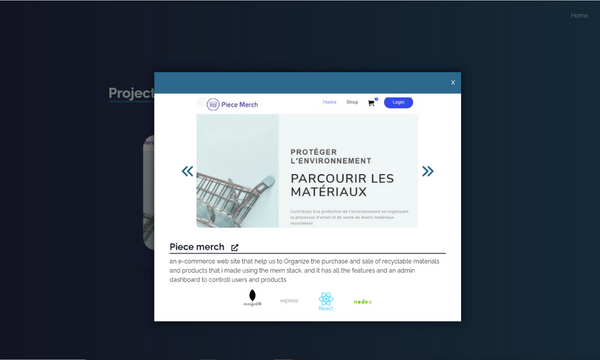 Home
Project
X
Piece Merch
Home
Shop
Login
PROTÉGER
L'ENVIRONNEMENT
PARCOURIR LES
MATÉRIAUX
Contribuez à la protection de l'environnement en organisant
le processus d'achat et de vente de divers matériaux
recyclables.
Piece merch
an e-commerce web site that help us to Organize the purchase and sale of recyclable materials
and products that i made using the mern stack. and it has all the features and an admin
dashboard to controll users and products
mongoDB
express
React
node